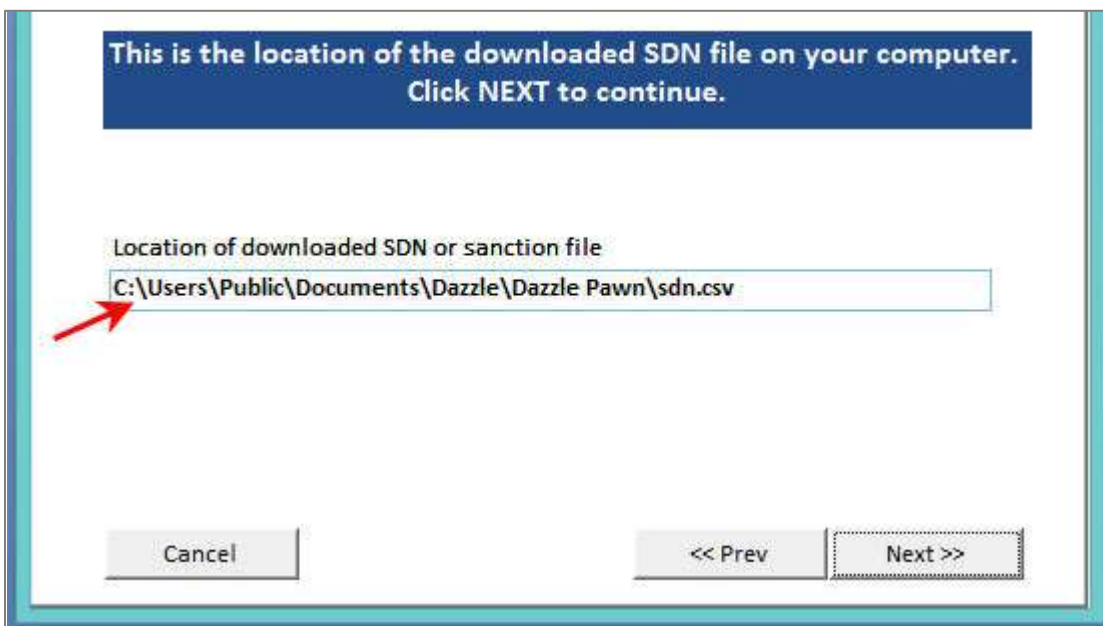 This is the location of the downloaded SDN file on your computer.
Click NEXT to continue.
Location of downloaded SDN or sanction file
C:\Users\Public\Documents\Dazzle\Dazzle Pawn\sdn.csv
Cancel
<< Prev
Next >>